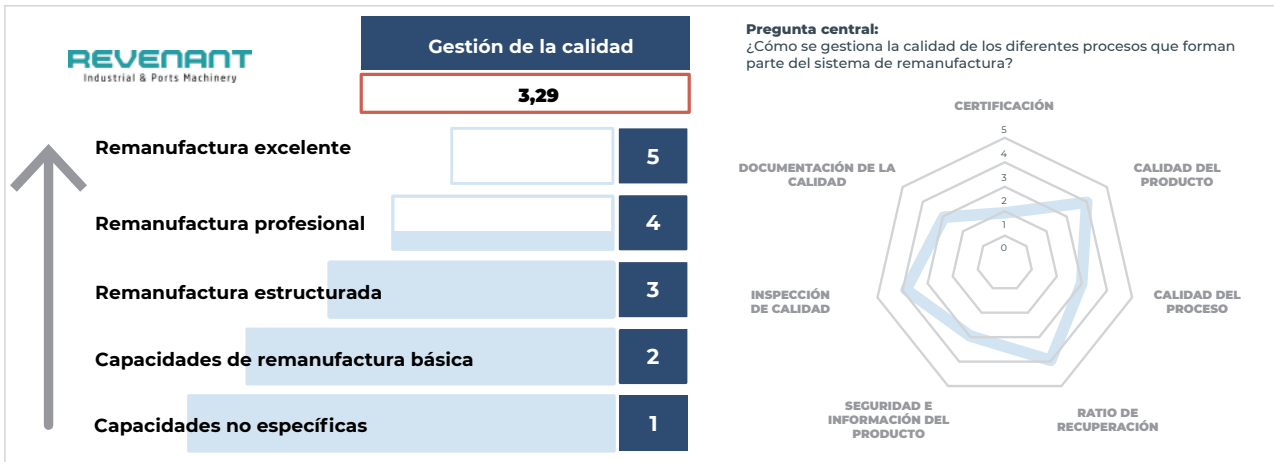 REVENANT
Industrial & Ports Machinery
Gestión de la calidad
3,29
Remanufactura excelente
5
Remanufactura profesional
4
Remanufactura estructurada
3
Capacidades de remanufactura básica
2
Capacidades no específicas
1
Pregunta central:
¿Cómo se gestiona la calidad de los diferentes procesos que forman
parte del sistema de remanufactura?
CERTIFICACIÓN
5
4
3
2
1
0
DOCUMENTACIÓN DE LA
CALIDAD
CALIDAD DEL
PRODUCTO
INSPECCIÓN
DE CALIDAD
CALIDAD DEL
PROCESO
SEGURIDAD E
INFORMACIÓN DEL
PRODUCTO
RATIO DE
RECUPERACIÓN